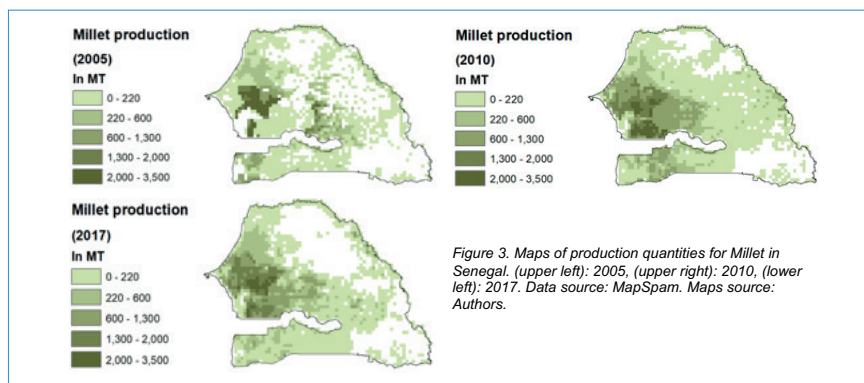 Millet production
(2005)
In MT
0 - 220
220 - 600
600 - 1,300
1,300 - 2,000
2,000 - 3,500
Millet production
(2010)
In MT
0 - 220
220 - 600
600 - 1,300
1,300 - 2,000
2,000 - 3,500
Millet production
(2017)
In MT
0 - 220
220 - 600
600 - 1,300
1,300 - 2,000
2,000 - 3,500
Figure 3. Maps of production quantities for Millet in
Senegal. (upper left): 2005, (upper right): 2010, (lower
left): 2017. Data source: MapSpam. Maps source:
Authors.